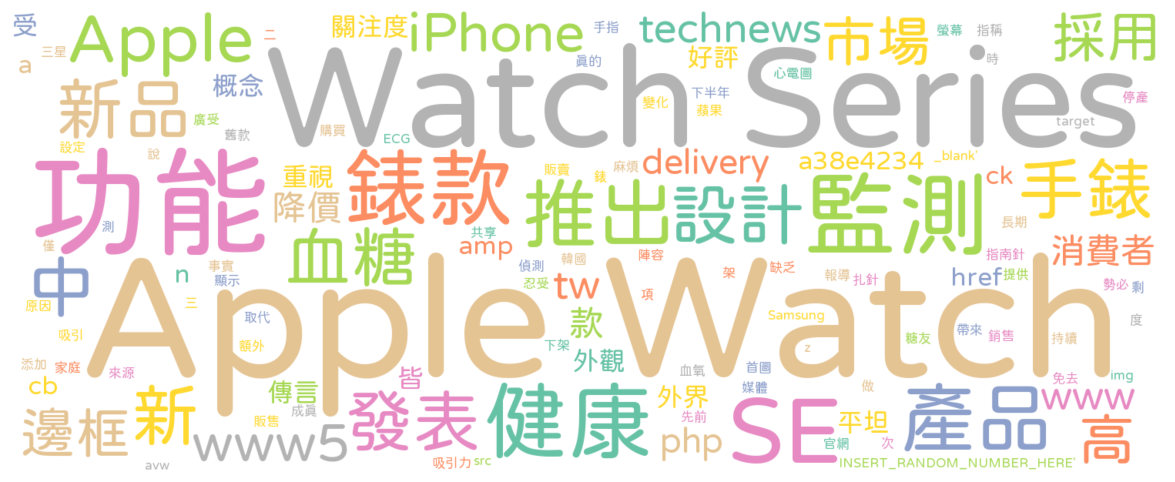 受
三星
Apple
二
關注度
iPhone
手指
technews
市場
螢幕
指稱
採用
a
新品
概念
Watch Series
真的
好評
心電圖
時
下半年
變化
蘋果
停產
target
廣受
舊款
購買
ECG
設定
說
功能
重視
錶款
降價
血糖
販賣
麻煩
delivery
錶
推出
設計
a38e4234
_blank'
監測
ck
手錶
長期
測
僅
中
n
事實
顯示
共享
amp
偵測
忍受
韓國
陣容
tw
項
架
缺乏
報導
扎針
href
指南針
提供
消費者
勢必
剩
原因
三
取代
Apple Watch
款
Samsung
度
吸引
額外
下架
z
糖友
帶來
銷售
持續
添加
家庭
來源
cb
傳言
皆
外觀
血氧
首圖
媒體
做
免去
img
邊框
新
販售
成真
發表
健康
外界
先前
SE
平坦
產品
www
高
www5
php
官網
次
avw
吸引力
src
INSERT_RANDOM_NUMBER_HERE'